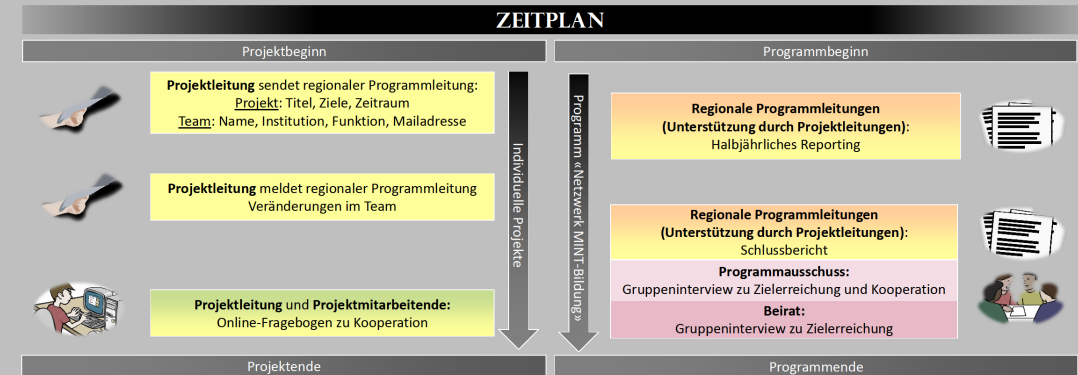 ZEITPLAN
Projektbeginn
Projektleitung sendet regionaler Programmleitung:
Projekt: Titel, Ziele, Zeitraum
Team: Name, Institution, Funktion, Mailadresse
Projektleitung meldet regionaler Programmleitung
Veränderungen im Team
Projektleitung und Projektmitarbeitende:
Online-Fragebogen zu Kooperation
Individuelle Projekte
Projektende
Programmbeginn
Programm «Netzwerk MINT-Bildung»
Regionale Programmleitungen
(Unterstützung durch Projektleitungen):
Halbjährliches Reporting
Regionale Programmleitungen
(Unterstützung durch Projektleitungen):
Schlussbericht
Programmausschuss:
Gruppeninterview zu Zielerreichung und Kooperation
Beirat:
Gruppeninterview zu Zielerreichung
Programmende